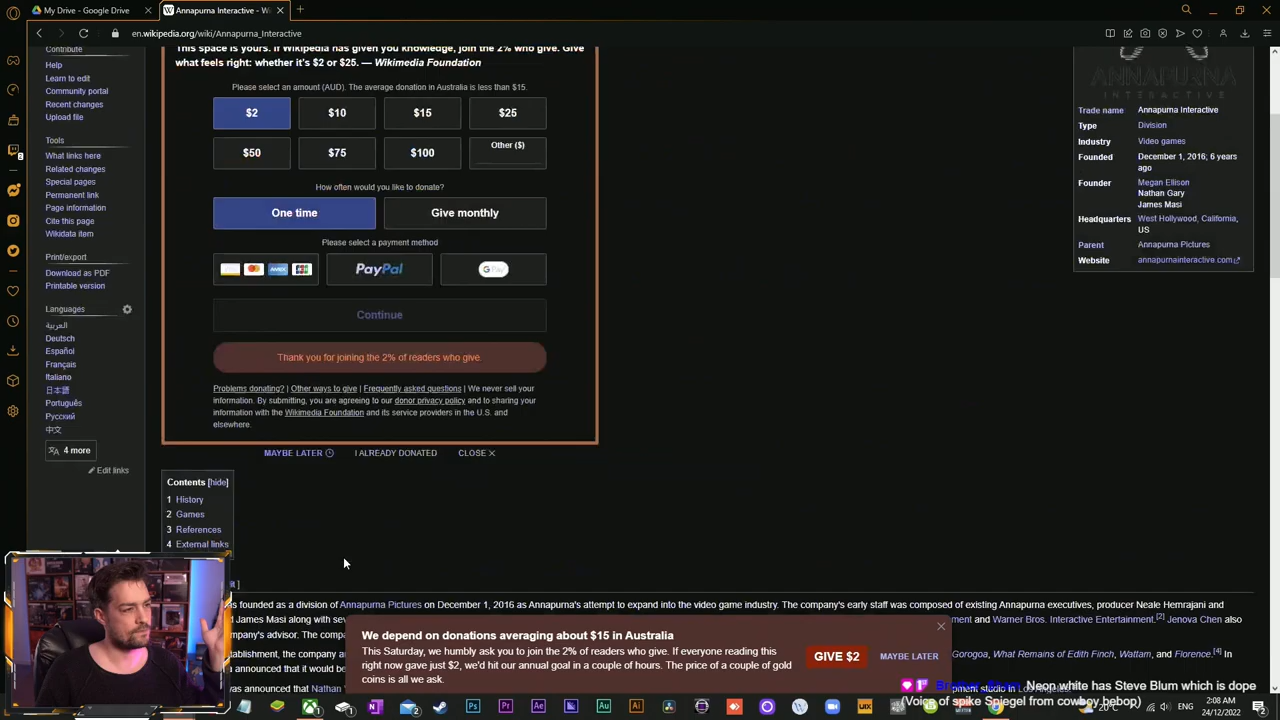 My Drive - Google Drive
Annapurna Interactive - Wikipedia
en.wikipedia.org/wiki/Annapurna_Interactive
Contribute
Help
Learn to edit
Community portal
Recent changes
Upload file
Tools
What links here
Related changes
Special pages
Permanent link
Page information
Cite this page
Wikidata item
Print/export
Download as PDF
Printable version
Languages
العربية
Deutsch
Español
Français
Italiano
日本語
Português
Русский
中文
4 more
Edit links
This space is yours. If Wikipedia has given you knowledge, join the 2% who give. Give
what feels right: whether it's $2 or $25. — Wikimedia Foundation
Please select an amount (AUD). The average donation in Australia is less than $15.
$2 $10 $15 $25
$50 $75 $100 Other ($)
How often would you like to donate?
One time Give monthly
Please select a payment method
AMEX PayPal G Pay
Continue
Thank you for joining the 2% of readers who give.
Problems donating? | Other ways to give | Frequently asked questions | We never sell your
information. By submitting, you are agreeing to our donor privacy policy and to sharing your
information with the Wikimedia Foundation and its service providers in the U.S. and
elsewhere.
MAYBE LATER I ALREADY DONATED CLOSE
ANNAPURNA
INTERACTIVE
Trade name Annapurna Interactive
Type Division
Industry Video games
Founded December 1, 2016; 6 years
ago
Founder Megan Ellison
Nathan Gary
James Masi
Headquarters West Hollywood, California,
US
Parent Annapurna Pictures
Website annapurnainteractive.com
Contents [hide]
1 History
2 Games
3 References
4 External links
was founded as a division of Annapurna Pictures on December 1, 2016 as Annapurna's attempt to expand into the video game industry. The company's early staff was composed of existing Annapurna executives, producer Neale Hemrajani and
James Masi along with
and Warner Bros. Interactive Entertainment.[2] Jenova Chen also
company's advisor. The
establishment, the
Gorogoa, What Remains of Edith Finch, Wattam, and Florence.[4] In
announced that it would be
was announced that Nathan
studio in Los
We depend on donations averaging about $15 in Australia
This Saturday, we humbly ask you to join the 2% of readers who give. If everyone reading this
right now gave just $2, we'd hit our annual goal in a couple of hours. The price of a couple of gold
coins is all we ask.
GIVE $2 MAYBE LATER
Neon white has Steve Blum which is dope
(Voice of spike Spiegel from cowboy bebop)
2:08 AM
24/12/2022